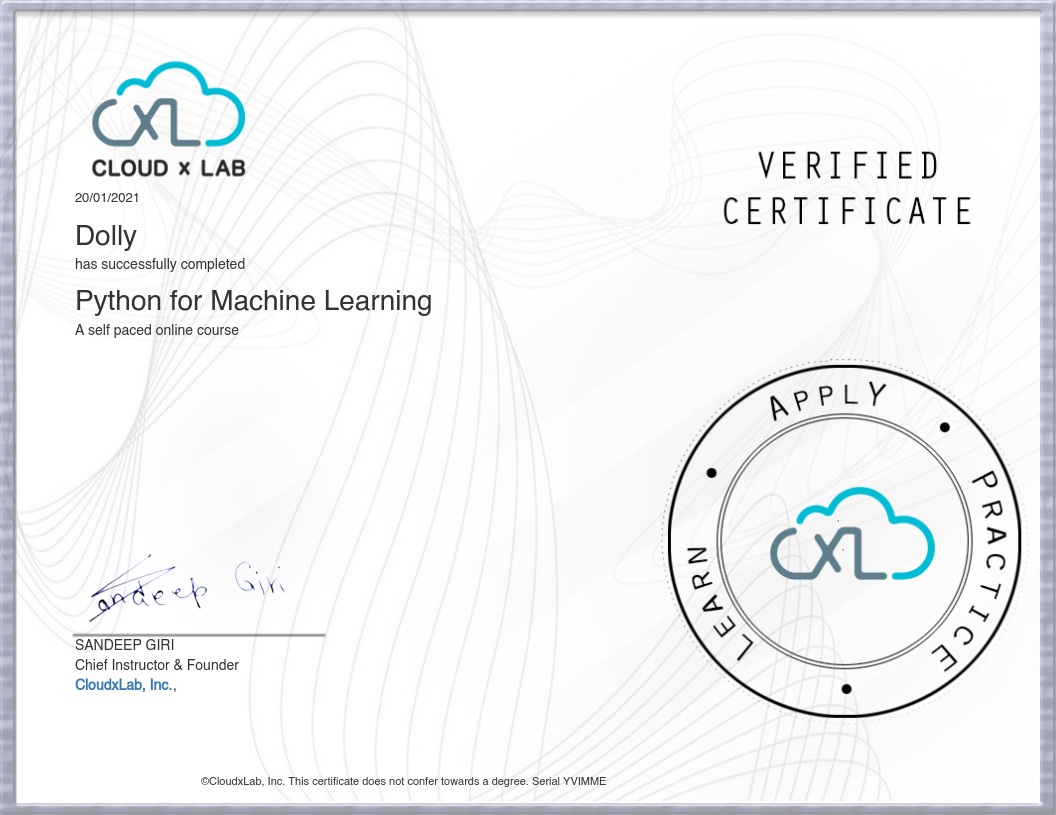 CXL
CLOUD x LAB
20/01/2021
Dolly
has successfully completed
Python for Machine Learning
A self paced online course
VERIFIED
CERTIFICATE
LEARN • APPLY • PRACTICE •
CXL
Sandeep Giri
SANDEEP GIRI
Chief Instructor & Founder
CloudxLab, Inc.,
©CloudxLab, Inc. This certificate does not confer towards a degree. Serial YVIMME